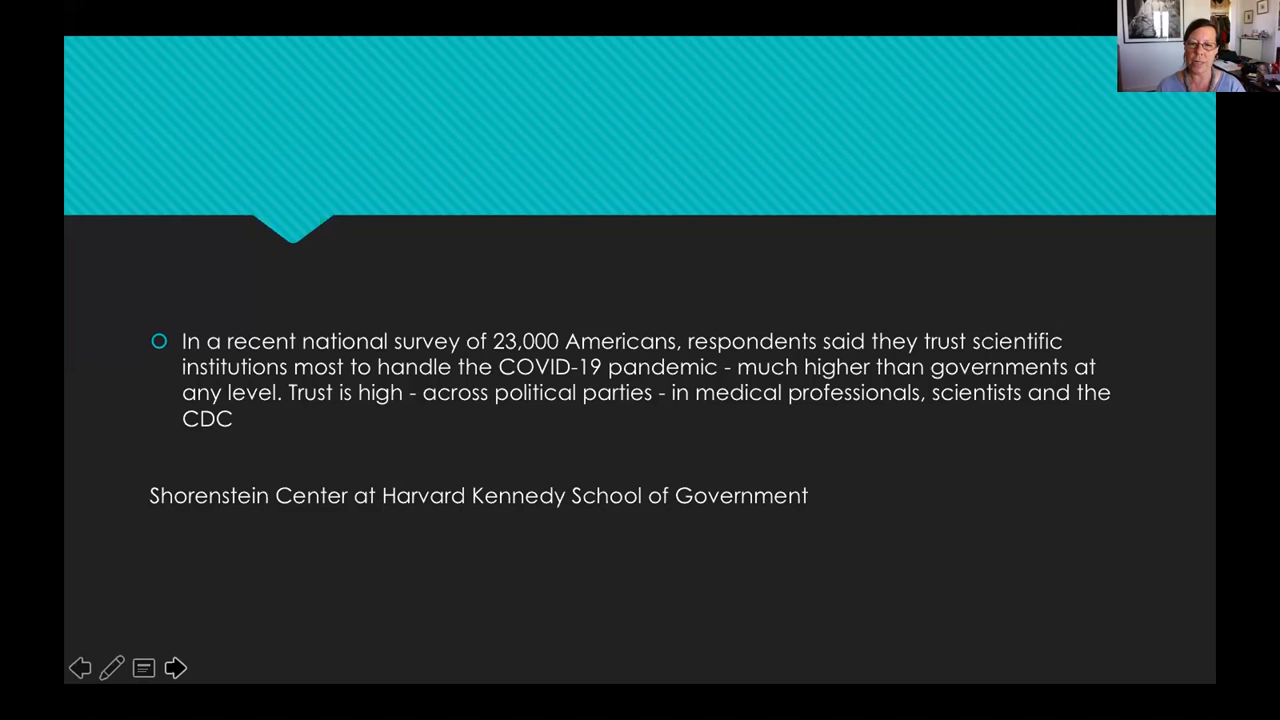 In a recent national survey of 23,000 Americans, respondents said they trust scientific
institutions most to handle the COVID-19 pandemic - much higher than governments at
any level. Trust is high - across political parties - in medical professionals, scientists and the
CDC
Shorenstein Center at Harvard Kennedy School of Government